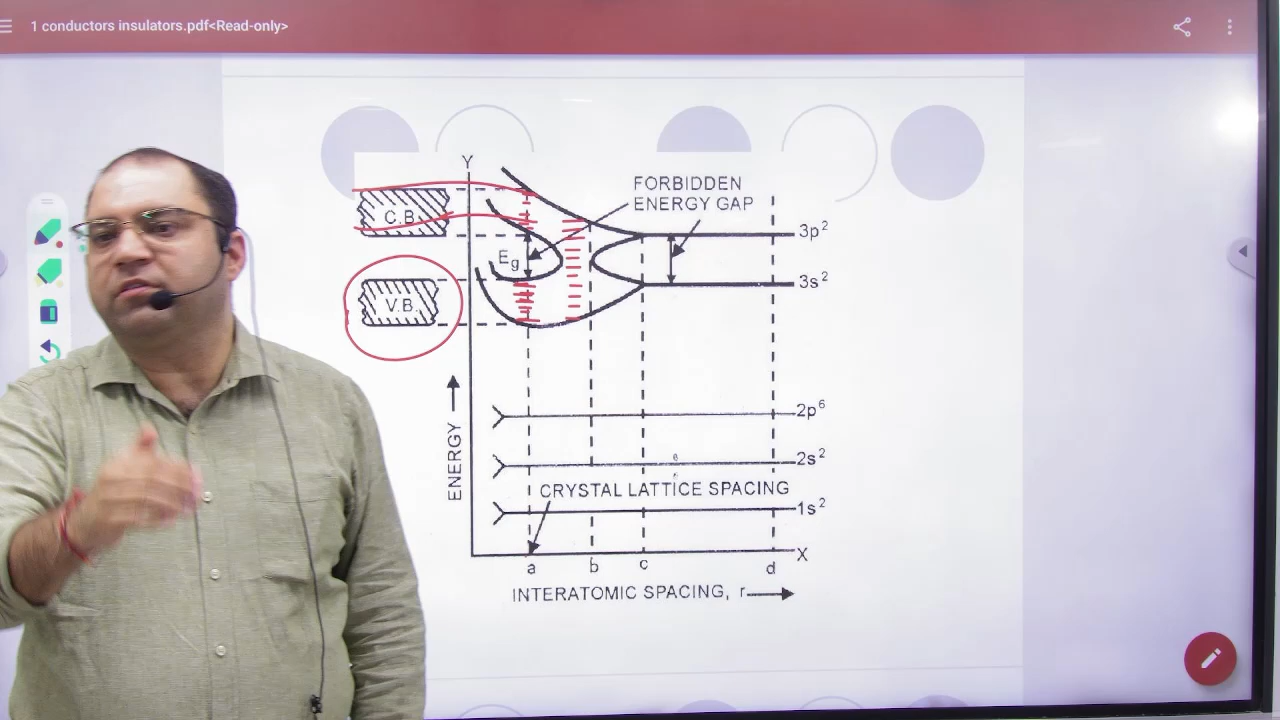 1 conductors insulators.pdf<Read-only>
Y
FORBIDDEN
ENERGY GAP
C.B.
3p²
E_g
3s²
V.B.
2p⁶
ENERGY
2s²
CRYSTAL LATTICE SPACING
1s²
X
a b c d
INTERATOMIC SPACING, r